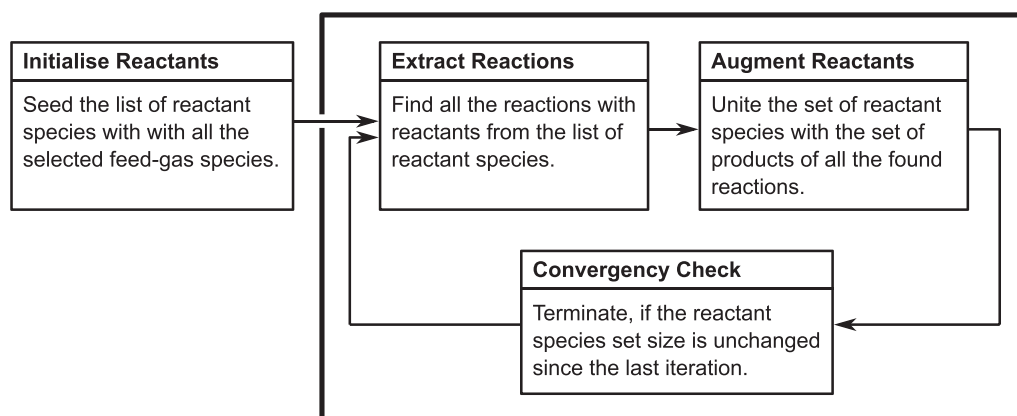 Initialise Reactants
Seed the list of reactant
species with with all the
selected feed-gas species.
Extract Reactions
Find all the reactions with
reactants from the list of
reactant species.
Augment Reactants
Unite the set of reactant
species with the set of
products of all the found
reactions.
Convergency Check
Terminate, if the reactant
species set size is unchanged
since the last iteration.